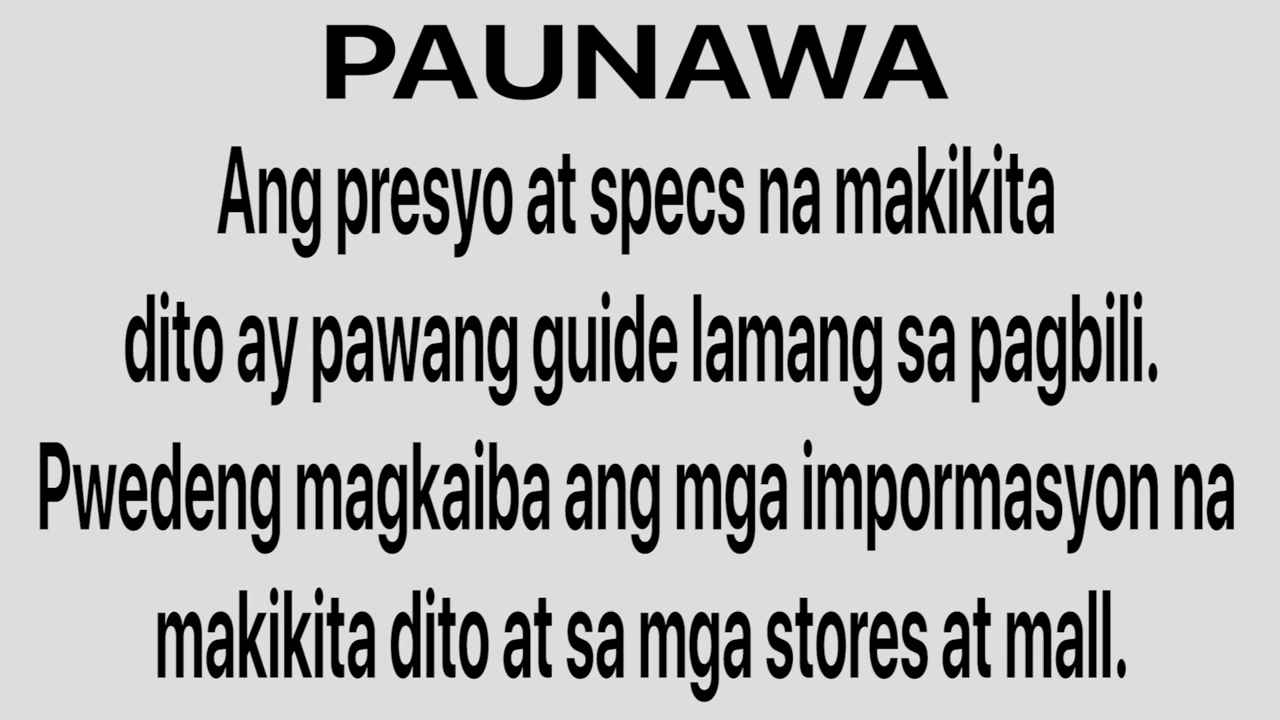 PAUNAWA
Ang presyo at specs na makikita
dito ay pawang guide lamang sa pagbili.
Pwedeng magkaiba ang mga impormasyon na
makikita dito at sa mga stores at mall.